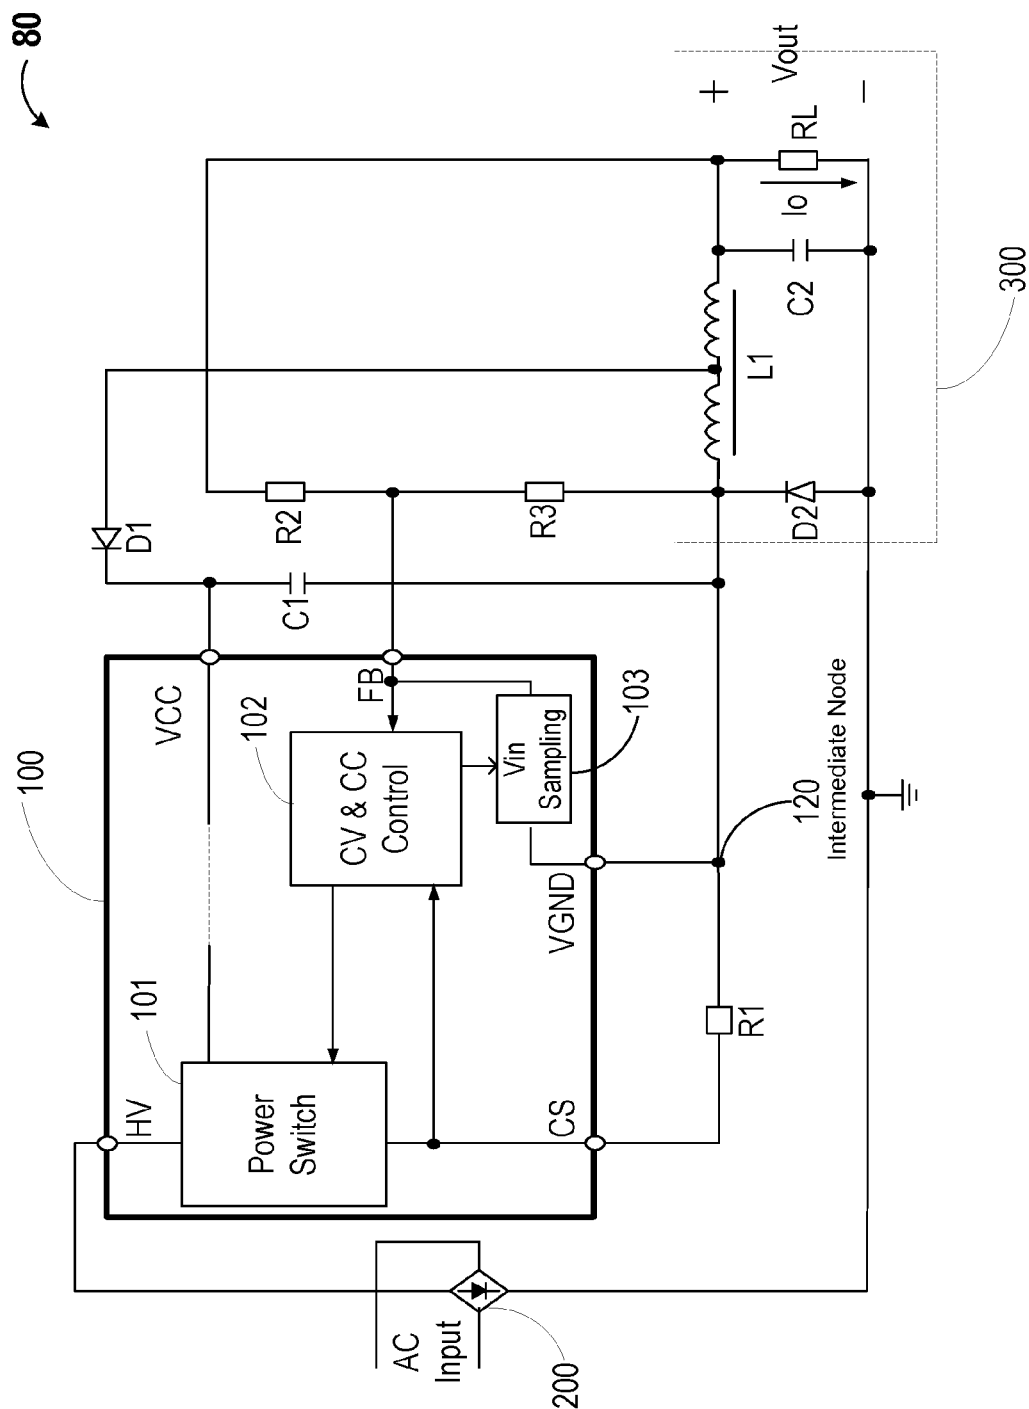 80
100
VCC
102
HV
101
Power
Switch
CV & CC
Control
FB
Vin
Sampling
103
CS
VGND
AC
Input
200
D1
C1
R2
R3
R1
120
Intermediate Node
L1
D2
C2
Io
RL
+
Vout
−
300